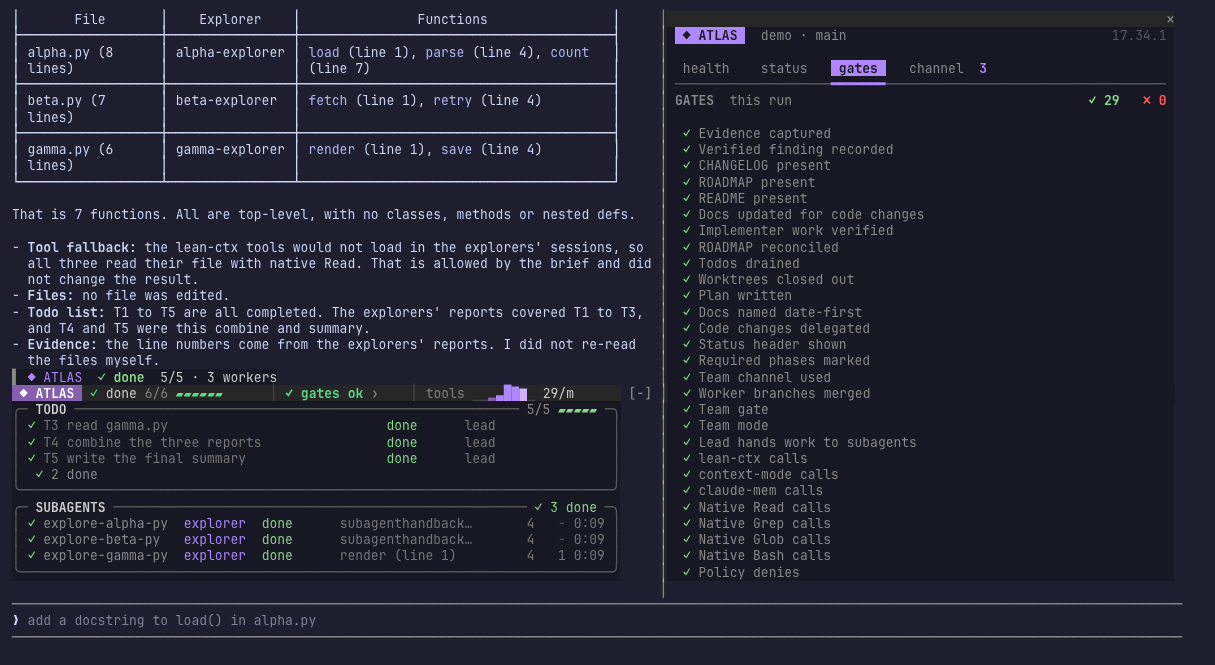 File Explorer Functions
alpha.py (8 lines) alpha-explorer load (line 1), parse (line 4), count (line 7)
beta.py (7 lines) beta-explorer fetch (line 1), retry (line 4)
gamma.py (6 lines) gamma-explorer render (line 1), save (line 4)
That is 7 functions. All are top-level, with no classes, methods or nested defs.
- Tool fallback: the lean-ctx tools would not load in the explorers' sessions, so
all three read their file with native Read. That is allowed by the brief and did
not change the result.
- Files: no file was edited.
- Todo list: T1 to T5 are all completed. The explorers' reports covered T1 to T3,
and T4 and T5 were this combine and summary.
- Evidence: the line numbers come from the explorers' reports. I did not re-read
the files myself.
◆ ATLAS ✓ done 5/5 · 3 workers
◆ ATLAS ✓ done 6/6 │ ✓ gates ok › │ tools 29/m [-]
TODO 5/5
✓ T3 read gamma.py done lead
✓ T4 combine the three reports done lead
✓ T5 write the final summary done lead
✓ 2 done
SUBAGENTS ✓ 3 done
✓ explore-alpha-py explorer done subagenthandback… 4 - 0:09
✓ explore-beta-py explorer done subagenthandback… 4 - 0:09
✓ explore-gamma-py explorer done render (line 1) 4 1 0:09
×
◆ ATLAS demo · main 17.34.1
health status gates channel 3
GATES this run ✓ 29 × 0
✓ Evidence captured
✓ Verified finding recorded
✓ CHANGELOG present
✓ ROADMAP present
✓ README present
✓ Docs updated for code changes
✓ Implementer work verified
✓ ROADMAP reconciled
✓ Todos drained
✓ Worktrees closed out
✓ Plan written
✓ Docs named date-first
✓ Code changes delegated
✓ Status header shown
✓ Required phases marked
✓ Team channel used
✓ Worker branches merged
✓ Team gate
✓ Team mode
✓ Lead hands work to subagents
✓ lean-ctx calls
✓ context-mode calls
✓ claude-mem calls
✓ Native Read calls
✓ Native Grep calls
✓ Native Glob calls
✓ Native Bash calls
✓ Policy denies
❯ add a docstring to load() in alpha.py